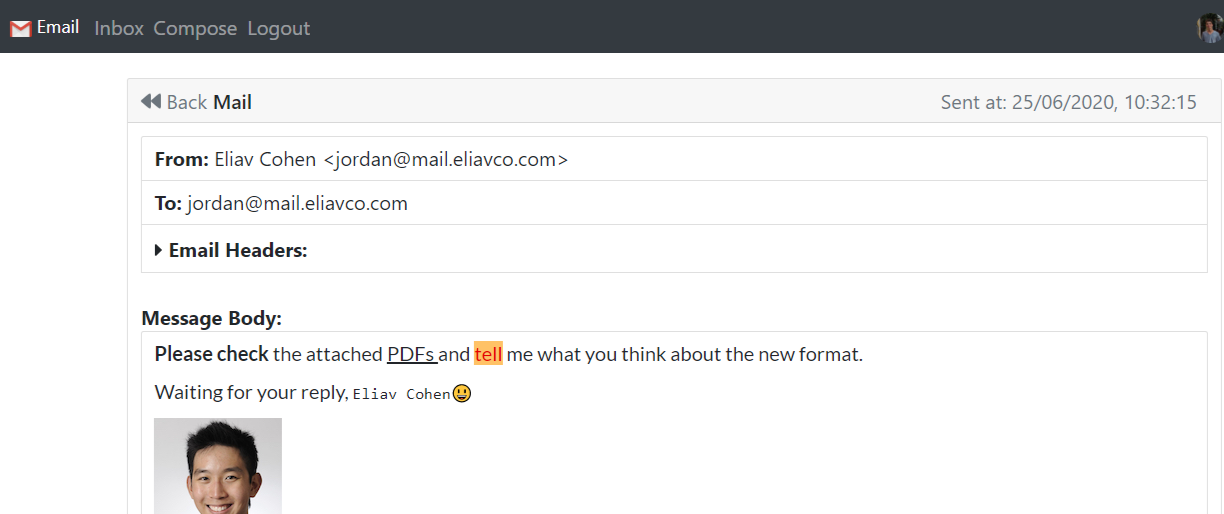 Email Inbox Compose Logout
Back Mail Sent at: 25/06/2020, 10:32:15
From: Eliav Cohen <jordan@mail.eliavco.com>
To: jordan@mail.eliavco.com
Email Headers:
Message Body:
Please check the attached PDFs and tell me what you think about the new format.
Waiting for your reply, Eliav Cohen😃